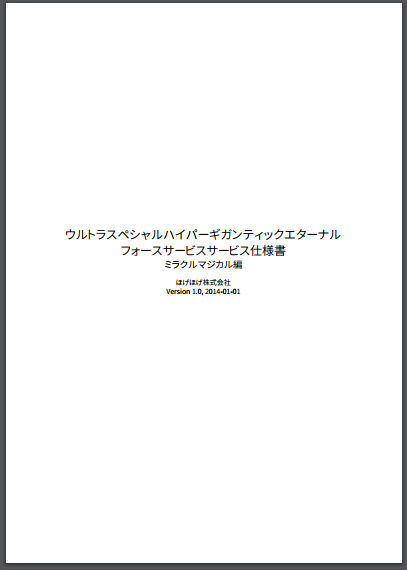 ウルトラスペシャルハイパーギガンティックエターナル
フォースサービスサービス仕様書
ミラクルマジカル編
ほげほげ株式会社
Version 1.0, 2014-01-01